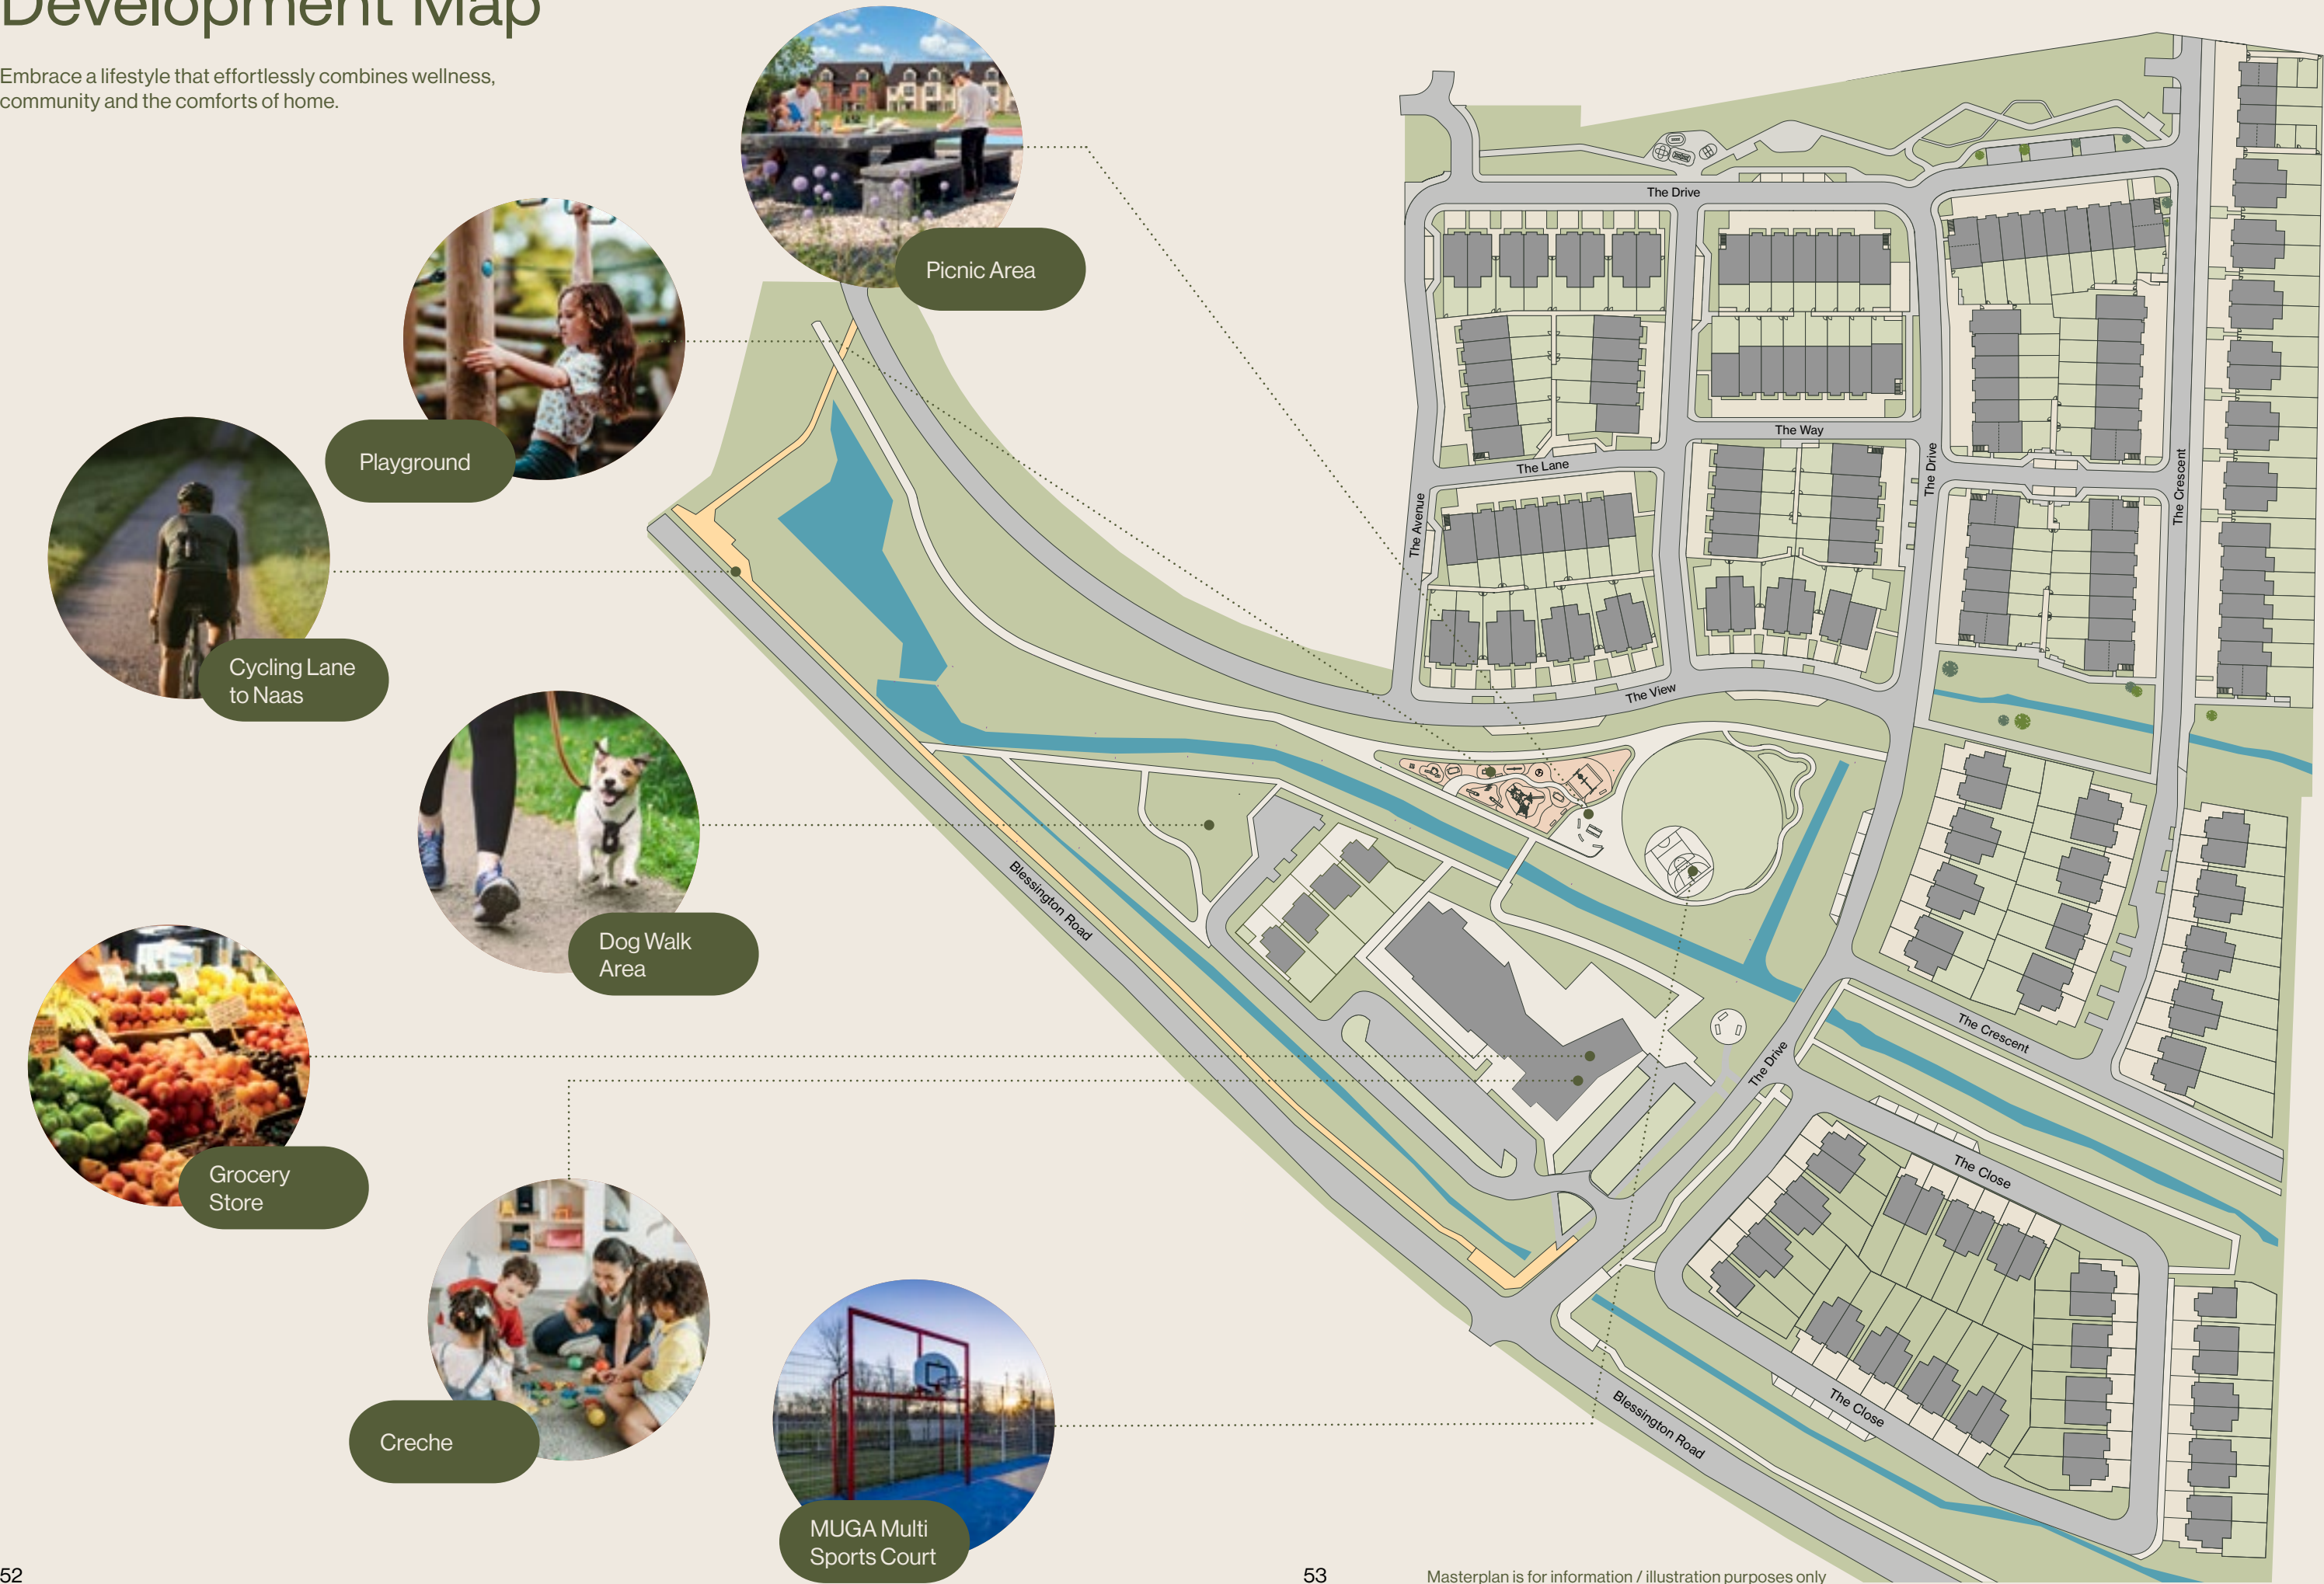 Development Map
Embrace a lifestyle that effortlessly combines wellness,
community and the comforts of home.
Picnic Area
Playground
Cycling Lane
to Naas
Dog Walk
Area
Grocery
Store
Creche
MUGA Multi
Sports Court
The Drive
The Way
The Lane
The Avenue
The Drive
The Crescent
The View
Blessington Road
The Crescent
The Drive
The Close
The Close
Blessington Road
52
53
Masterplan is for information / illustration purposes only